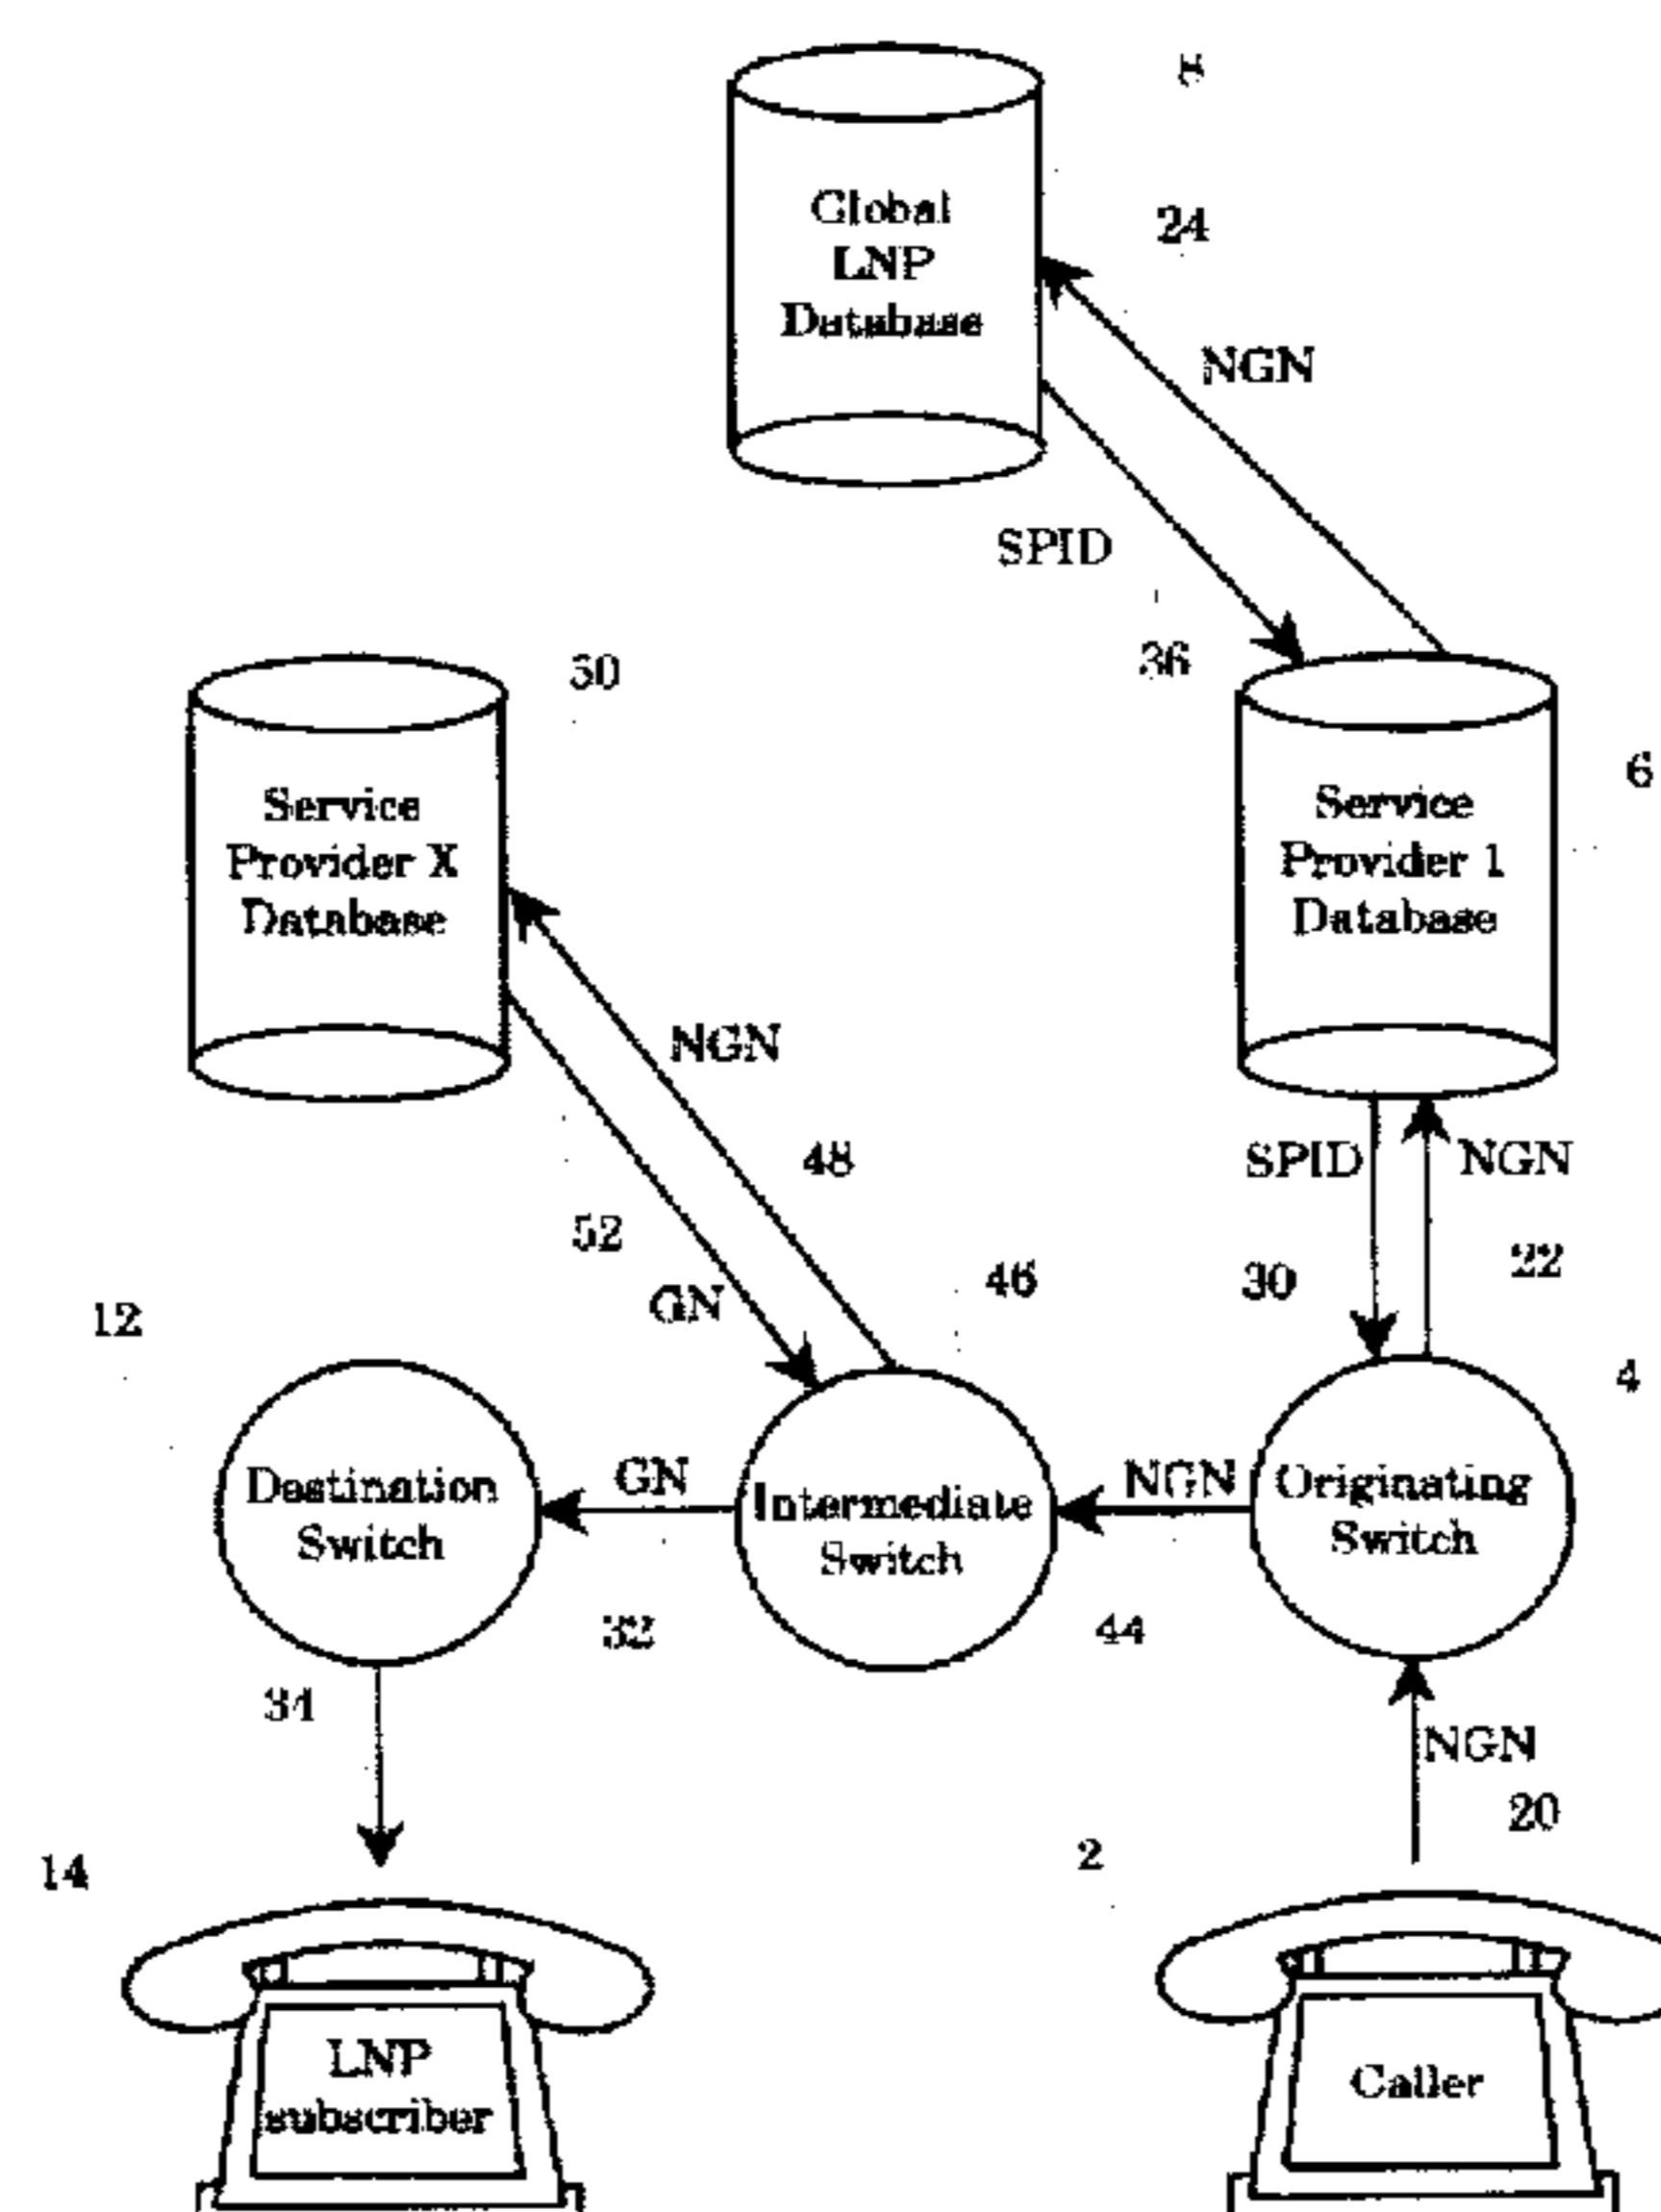 8
Global
LNP
Database
24
NGN
SPID
36
50
Service
Provider X
Database
Service
Provider 1
Database
6
NGN
48
52
GN
SPID
NGN
30
22
46
12
4
Destination
Switch
GN
Intermediate
Switch
NGN
Originating
Switch
32
44
34
NGN
20
14
2
LNP
subscriber
Caller